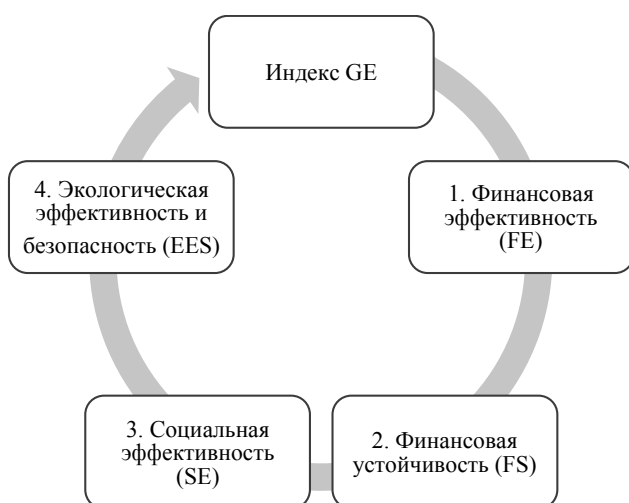 Индекс GE
1. Финансовая
эффективность
(FE)
2. Финансовая
устойчивость (FS)
3. Социальная
эффективность
(SE)
4. Экологическая
эффективность и
безопасность (EES)